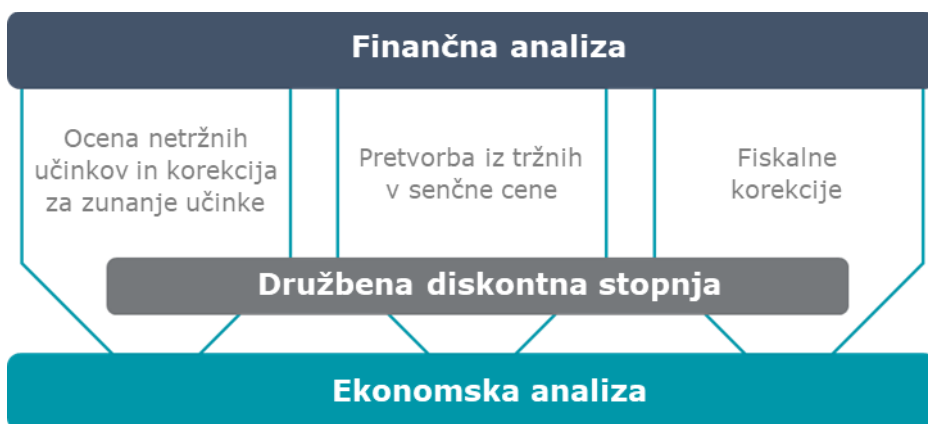 Finančna analiza
Ocena netržnih
učinkov in korekcija
za zunanje učinke
Pretvorba iz tržnih
v senčne cene
Fiskalne
korekcije
Družbena diskontna stopnja
Ekonomska analiza